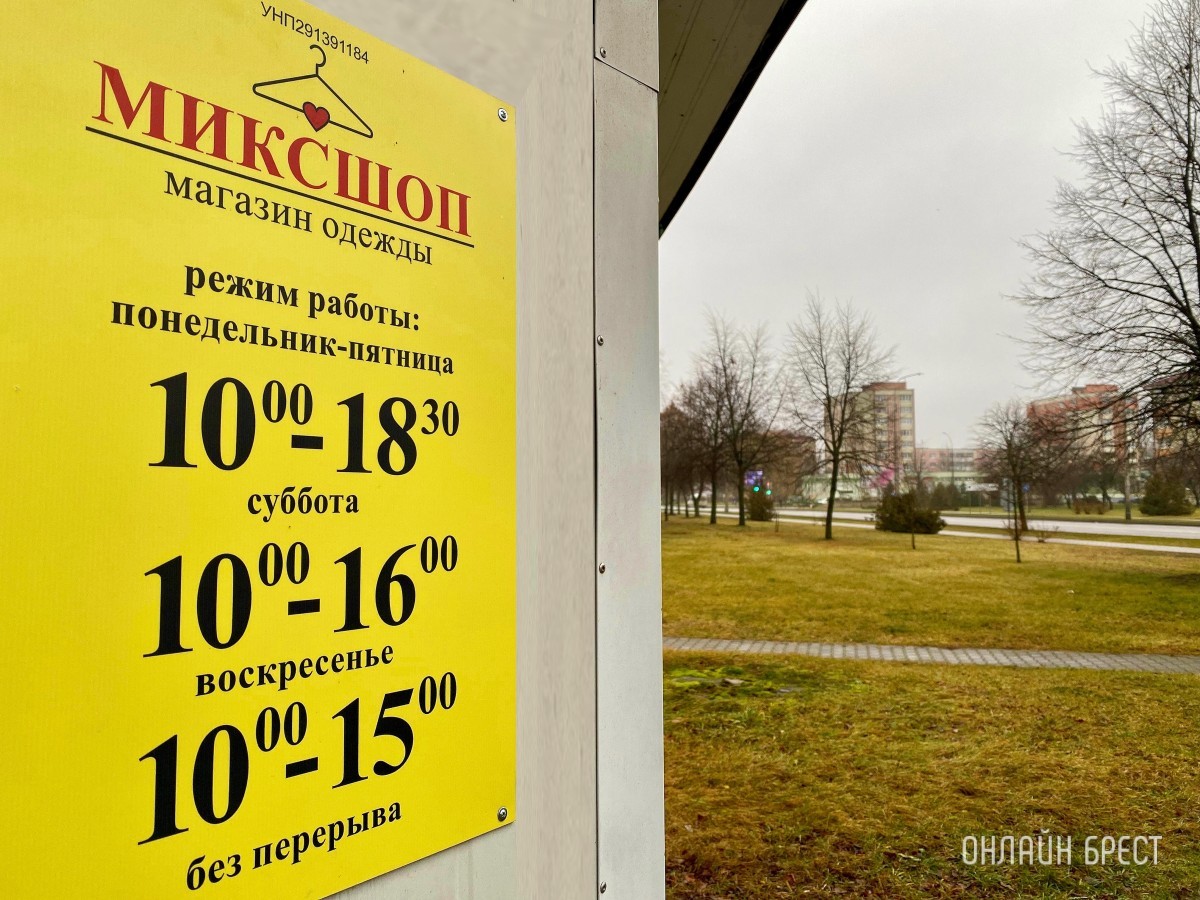 УНП291391184
МИКСШОП
магазин одежды
режим работы:
понедельник-пятница
10⁰⁰-18³⁰
суббота
10⁰⁰-16⁰⁰
воскресенье
10⁰⁰-15⁰⁰
без перерыва
ОНЛАЙН БРЕСТ